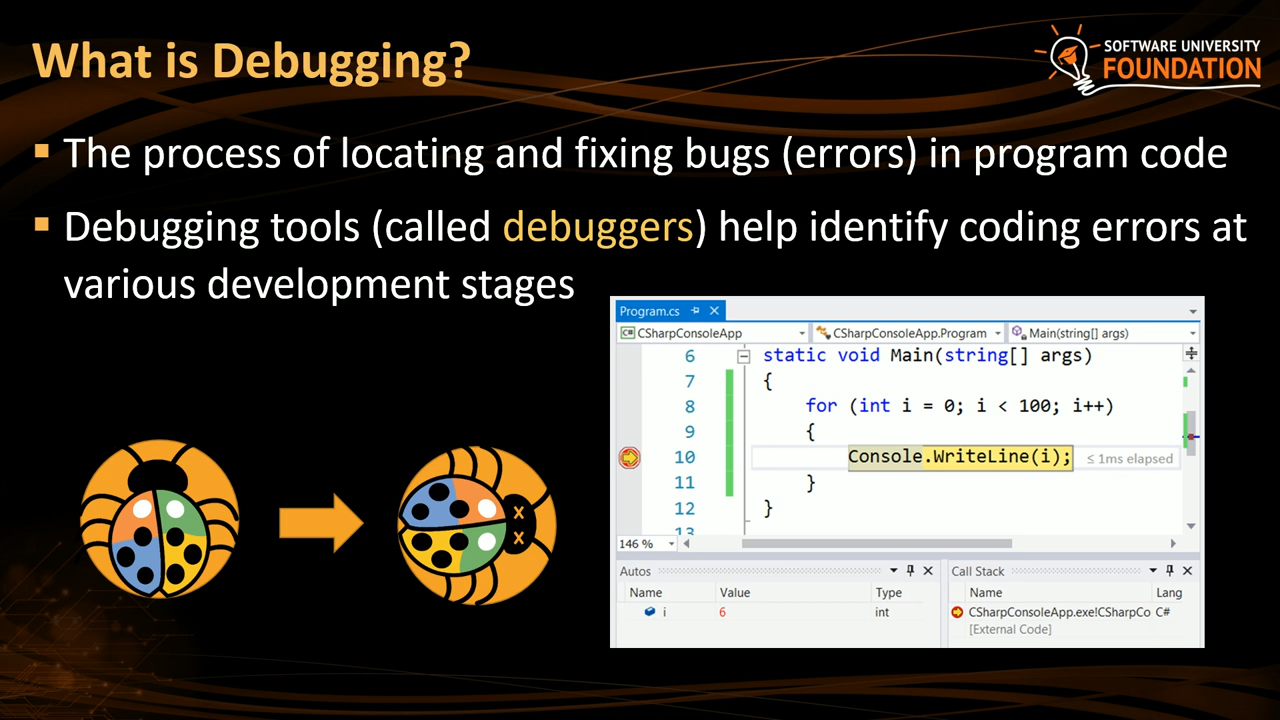 What is Debugging?
SOFTWARE UNIVERSITY
FOUNDATION
▪ The process of locating and fixing bugs (errors) in program code
▪ Debugging tools (called debuggers) help identify coding errors at
various development stages
Program.cs
C# CSharpConsoleApp CSharpConsoleApp.Program Main(string[] args)
6 static void Main(string[] args)
7 {
8 for (int i = 0; i < 100; i++)
9 {
10 Console.WriteLine(i); ≤ 1ms elapsed
11 }
12 }
13
146 %
Autos
Name Value Type
i 6 int
Call Stack
Name Lang
CSharpConsoleApp.exe!CSharpCo C#
[External Code]